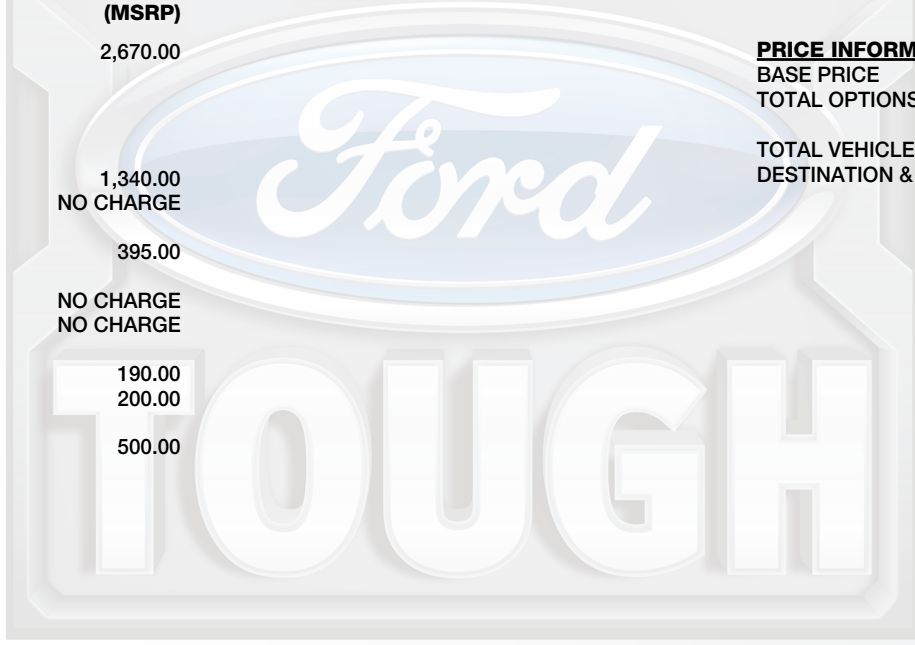 (MSRP)
2,670.00
1,340.00
NO CHARGE
395.00
NO CHARGE
NO CHARGE
190.00
200.00
500.00
PRICE INFORM
BASE PRICE
TOTAL OPTIONS
TOTAL VEHICLE
DESTINATION &
Ford
TOUGH